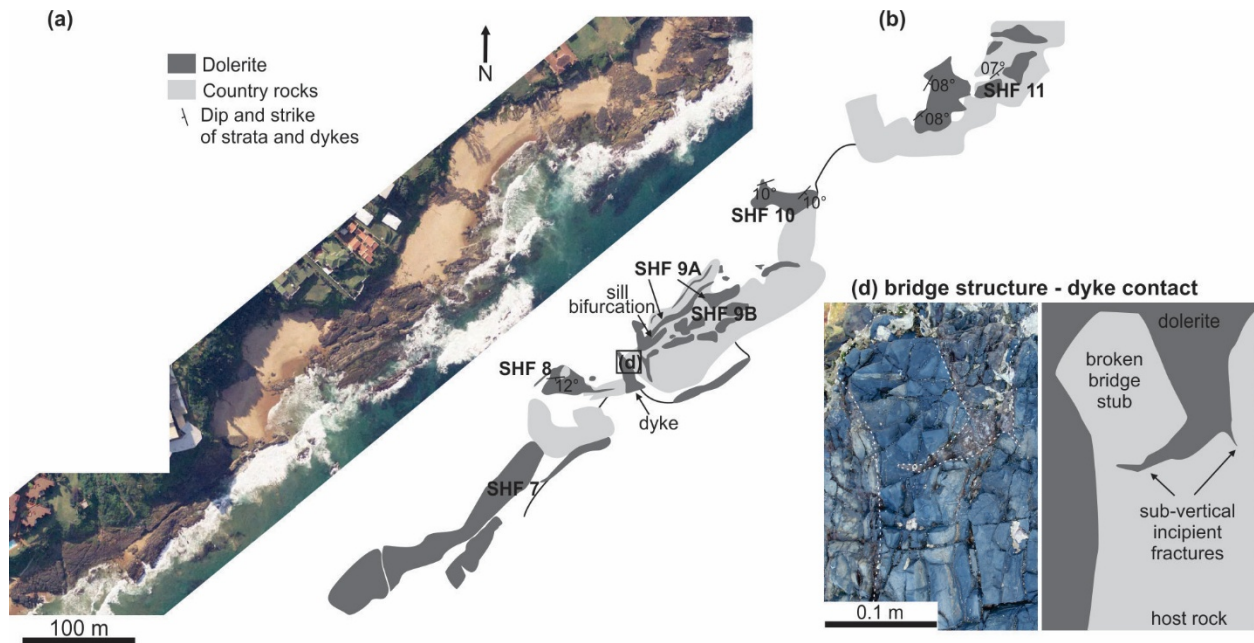 (a)
Dolerite
Country rocks
Dip and strike
of strata and dykes
N
100 m
(b)
07°
08°
SHF 11
08°
10°
10°
SHF 10
SHF 9A
sill
bifurcation
SHF 9B
(d)
SHF 8
12°
dyke
SHF 7
(d) bridge structure - dyke contact
dolerite
broken
bridge
stub
sub-vertical
incipient
fractures
0.1 m
host rock